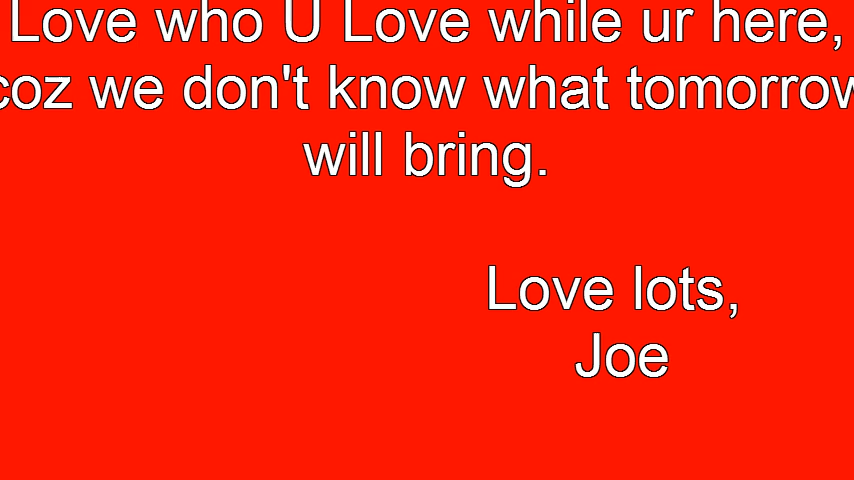 Love who U Love while ur here,
coz we don't know what tomorrow
will bring.
Love lots,
Joe